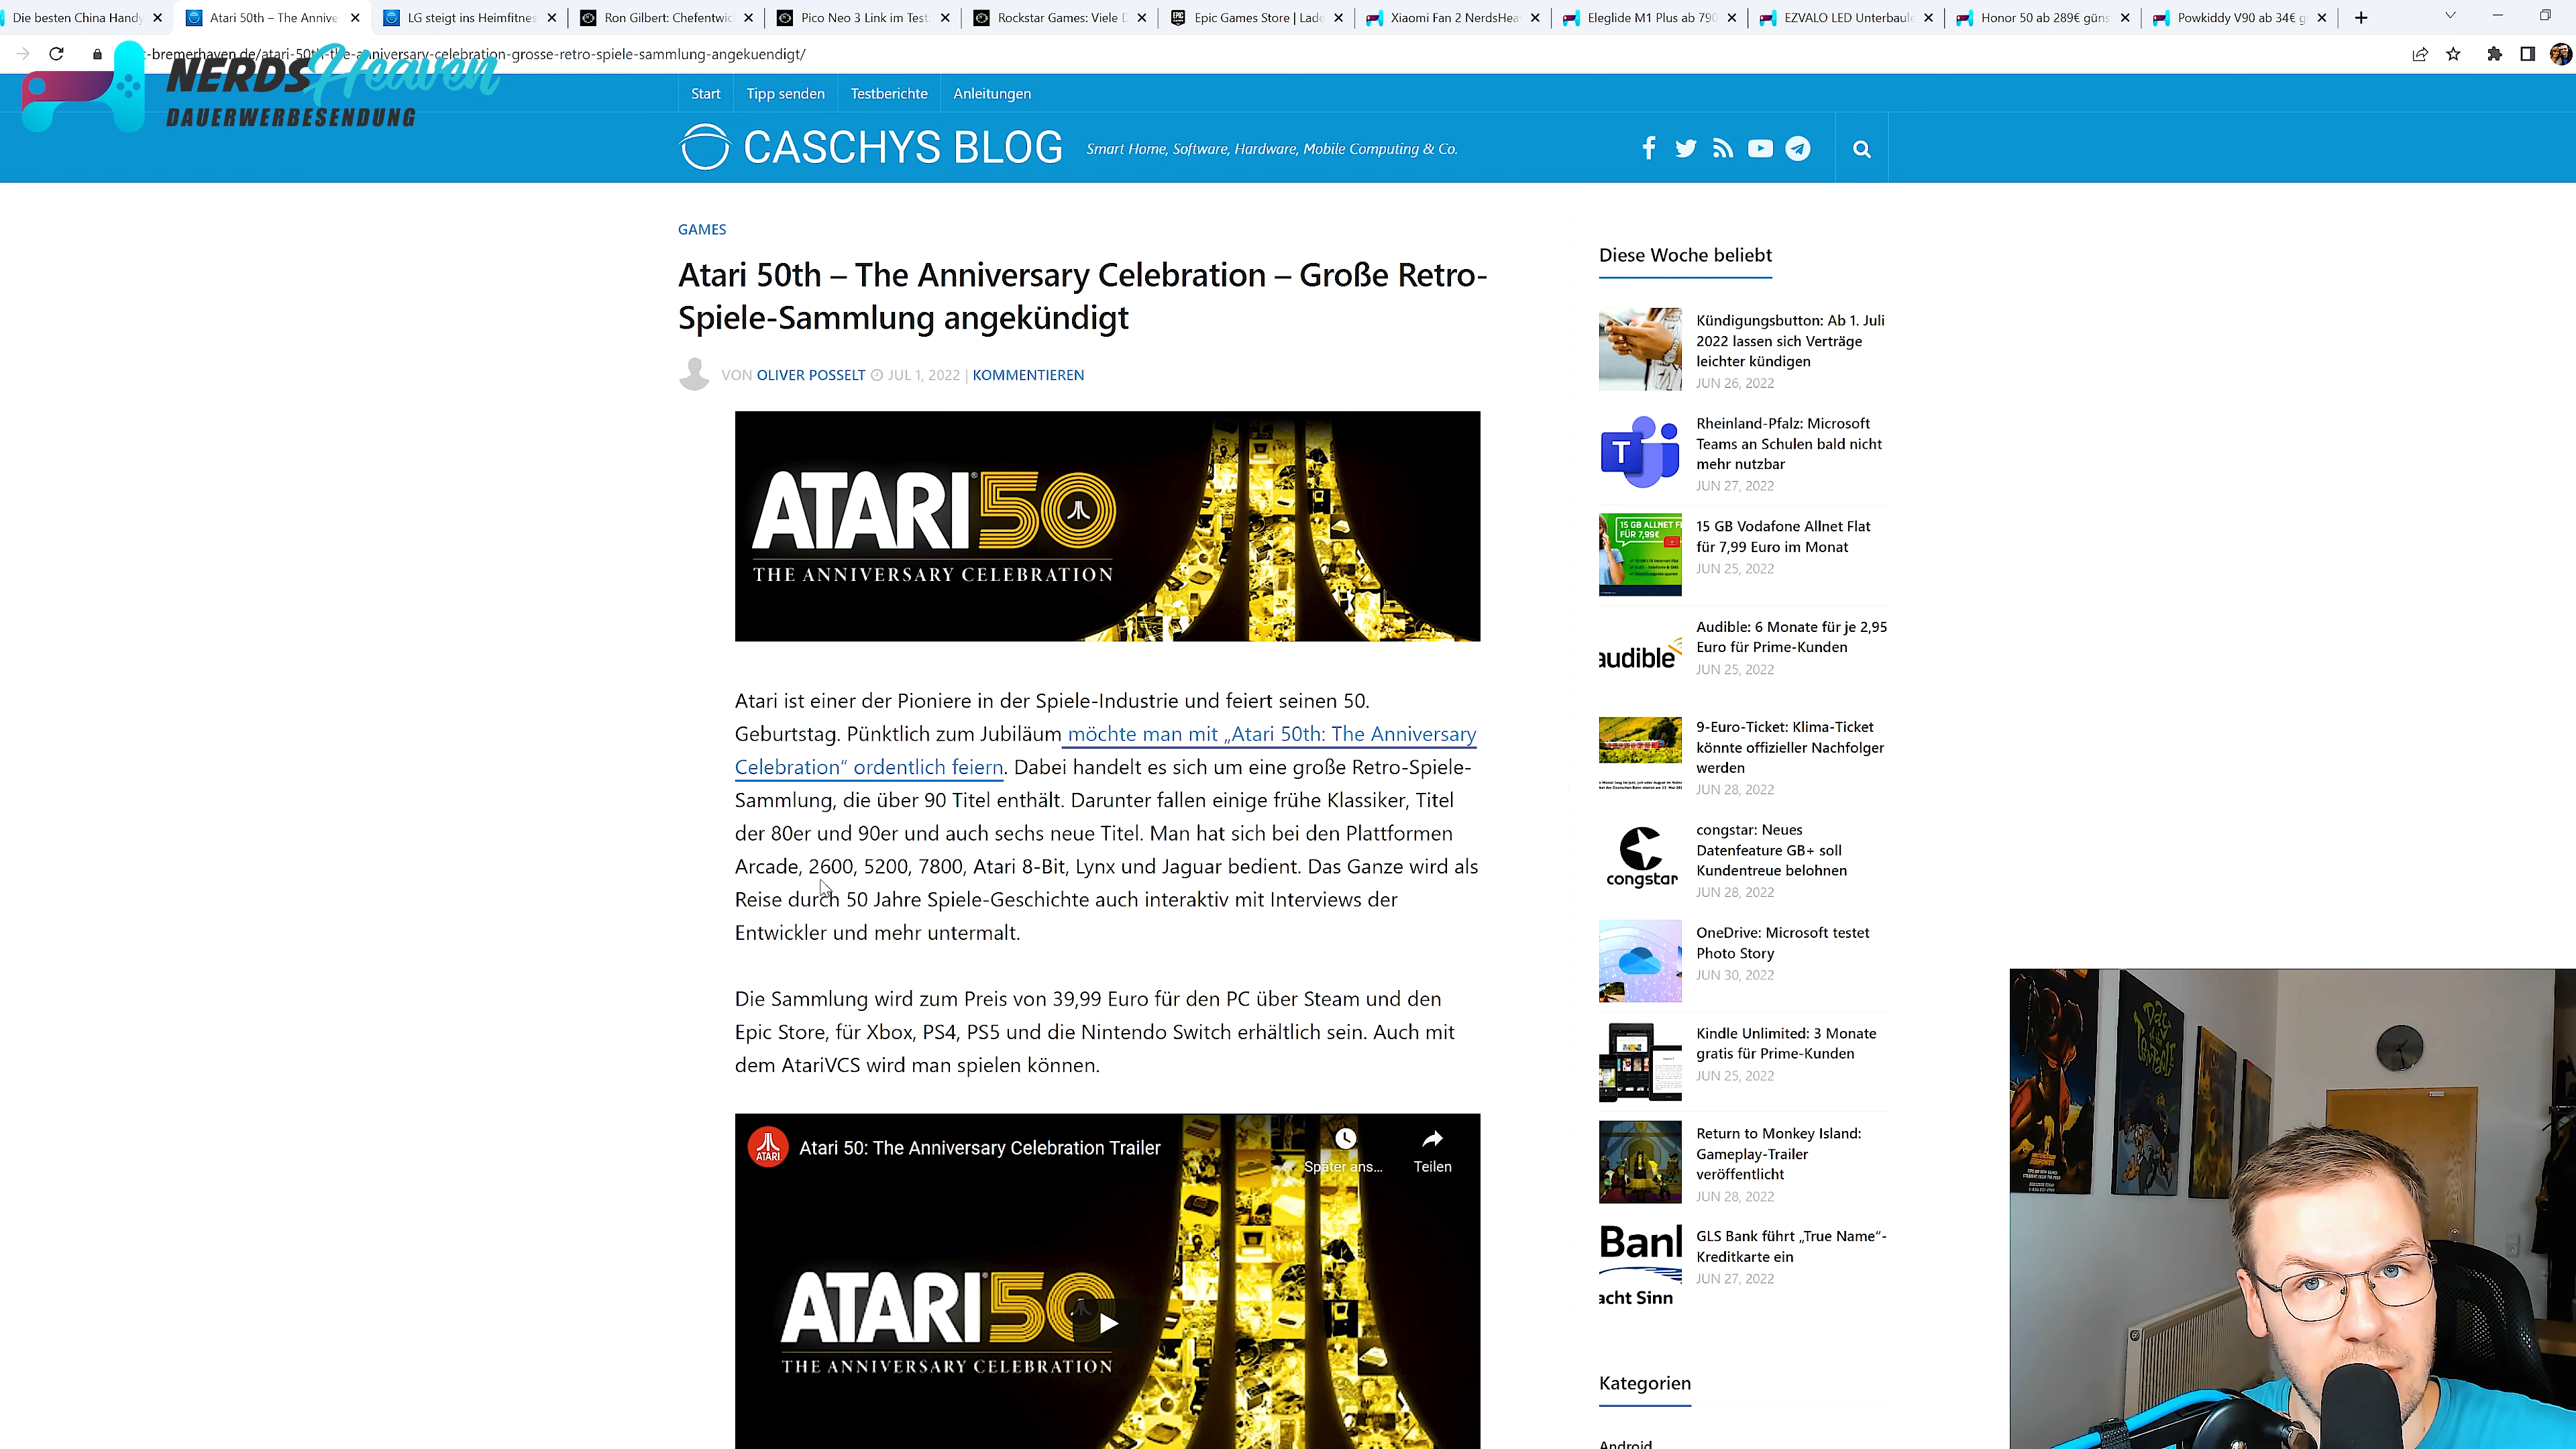 Die besten China Handy
Atari 50th – The Annive
LG steigt ins Heimfitnes
Ron Gilbert: Chefentwic
Pico Neo 3 Link im Test:
Rockstar Games: Viele D
Epic Games Store | Lade
Xiaomi Fan 2 NerdsHea
Eleglide M1 Plus ab 790
EZVALO LED Unterbaule
Honor 50 ab 289€ güns
Powkiddy V90 ab 34€ g
t-bremerhaven.de/atari-50th-the-anniversary-celebration-grosse-retro-spiele-sammlung-angekuendigt/
NERDS Heaven
DAUERWERBESENDUNG
Start
Tipp senden
Testberichte
Anleitungen
CASCHYS BLOG
Smart Home, Software, Hardware, Mobile Computing & Co.
GAMES
Atari 50th – The Anniversary Celebration – Große Retro-
Spiele-Sammlung angekündigt
VON OLIVER POSSELT JUL 1, 2022 | KOMMENTIEREN
ATARI 50
THE ANNIVERSARY CELEBRATION
Atari ist einer der Pioniere in der Spiele-Industrie und feiert seinen 50.
Geburtstag. Pünktlich zum Jubiläum möchte man mit „Atari 50th: The Anniversary
Celebration“ ordentlich feiern. Dabei handelt es sich um eine große Retro-Spiele-
Sammlung, die über 90 Titel enthält. Darunter fallen einige frühe Klassiker, Titel
der 80er und 90er und auch sechs neue Titel. Man hat sich bei den Plattformen
Arcade, 2600, 5200, 7800, Atari 8-Bit, Lynx und Jaguar bedient. Das Ganze wird als
Reise durch 50 Jahre Spiele-Geschichte auch interaktiv mit Interviews der
Entwickler und mehr untermalt.
Die Sammlung wird zum Preis von 39,99 Euro für den PC über Steam und den
Epic Store, für Xbox, PS4, PS5 und die Nintendo Switch erhältlich sein. Auch mit
dem AtariVCS wird man spielen können.
ATARI
Atari 50: The Anniversary Celebration Trailer
Später ans...
Teilen
ATARI 50
THE ANNIVERSARY CELEBRATION
Diese Woche beliebt
Kündigungsbutton: Ab 1. Juli
2022 lassen sich Verträge
leichter kündigen
JUN 26, 2022
T
Rheinland-Pfalz: Microsoft
Teams an Schulen bald nicht
mehr nutzbar
JUN 27, 2022
15 GB ALLNET FL
FÜR 7,99€
15 GB Vodafone Allnet Flat
für 7,99 Euro im Monat
JUN 25, 2022
audible
Audible: 6 Monate für je 2,95
Euro für Prime-Kunden
JUN 25, 2022
9-Euro-Ticket: Klima-Ticket
könnte offizieller Nachfolger
werden
JUN 28, 2022
congstar
congstar: Neues
Datenfeature GB+ soll
Kundentreue belohnen
JUN 28, 2022
OneDrive: Microsoft testet
Photo Story
JUN 30, 2022
Kindle Unlimited: 3 Monate
gratis für Prime-Kunden
JUN 25, 2022
Return to Monkey Island:
Gameplay-Trailer
veröffentlicht
JUN 28, 2022
Banl
acht Sinn
GLS Bank führt „True Name“-
Kreditkarte ein
JUN 27, 2022
Kategorien
Android